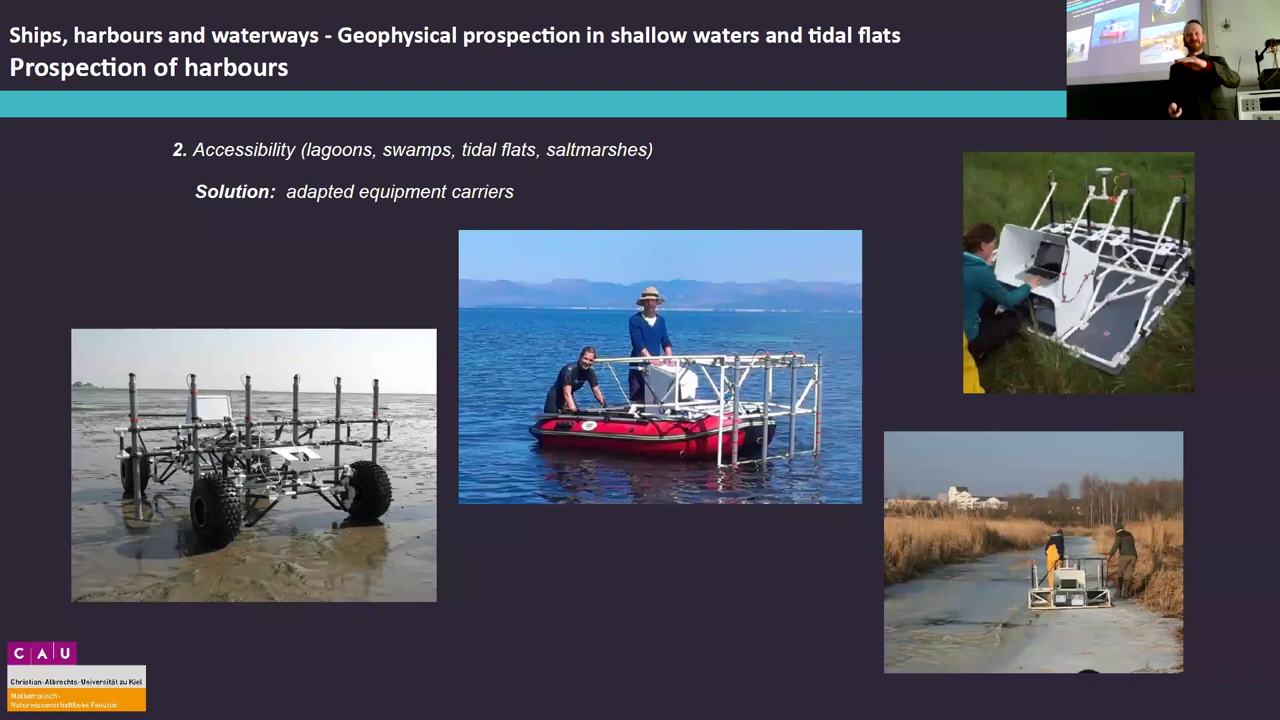 Ships, harbours and waterways - Geophysical prospection in shallow waters and tidal flats
Prospection of harbours
2. Accessibility (lagoons, swamps, tidal flats, saltmarshes)
Solution: adapted equipment carriers
C A U
Christian-Albrechts-Universität zu Kiel
Mathematisch-
Naturwissenschaftliche Fakultät